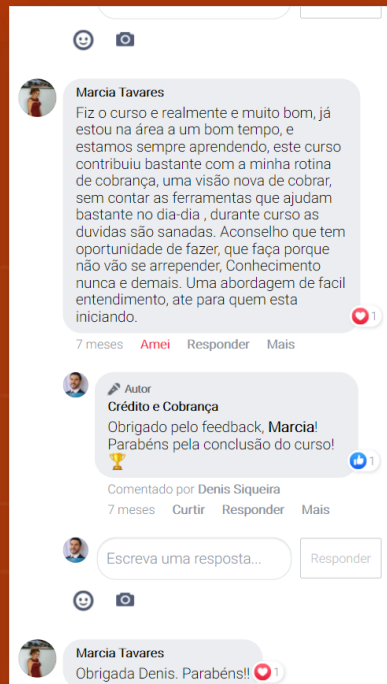 Marcia Tavares
Fiz o curso e realmente e muito bom, já
estou na área a um bom tempo, e
estamos sempre aprendendo, este curso
contribuiu bastante com a minha rotina
de cobrança, uma visão nova de cobrar,
sem contar as ferramentas que ajudam
bastante no dia-dia , durante curso as
duvidas são sanadas. Aconselho que tem
oportunidade de fazer, que faça porque
não vão se arrepender, Conhecimento
nunca e demais. Uma abordagem de facil
entendimento, ate para quem esta
iniciando.
1
7 meses Amei Responder Mais
Autor
Crédito e Cobrança
Obrigado pelo feedback, Marcia!
Parabéns pela conclusão do curso!
🏆
1
Comentado por Denis Siqueira
7 meses Curtir Responder Mais
Escreva uma resposta... Responder
Marcia Tavares
Obrigada Denis. Parabéns!! 1